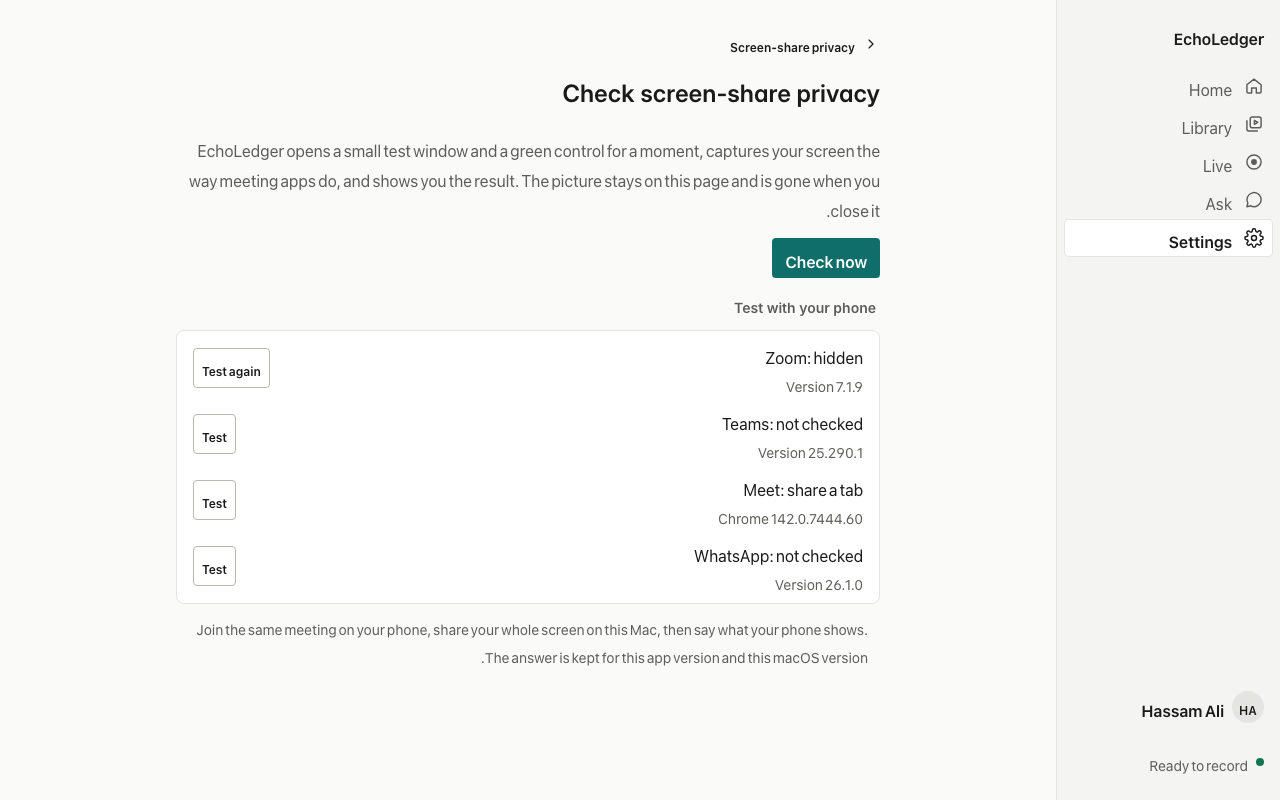 EchoLedger
Home
Library
Live
Ask
Settings
Hassam Ali
HA
Ready to record
Screen-share privacy
Check screen-share privacy
EchoLedger opens a small test window and a green control for a moment, captures your screen the
way meeting apps do, and shows you the result. The picture stays on this page and is gone when you
.close it
Check now
Test with your phone
Zoom: hidden
Version 7.1.9
Test again
Teams: not checked
Version 25.290.1
Test
Meet: share a tab
Chrome 142.0.7444.60
Test
WhatsApp: not checked
Version 26.1.0
Test
Join the same meeting on your phone, share your whole screen on this Mac, then say what your phone shows.
.The answer is kept for this app version and this macOS version